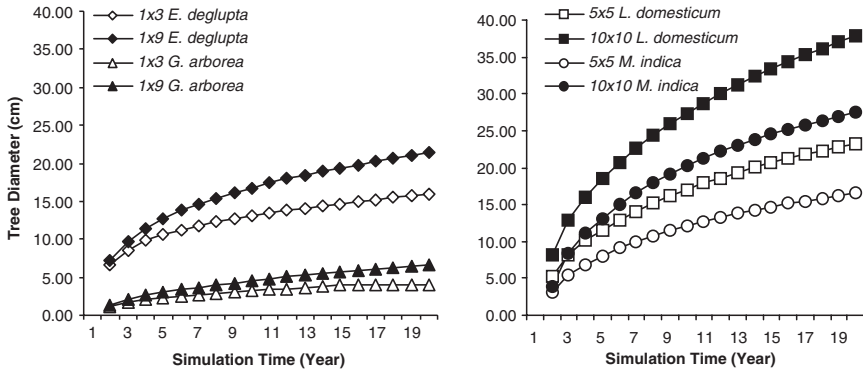 40.00
35.00
30.00
25.00
20.00
15.00
10.00
5.00
0.00
Tree Diameter (cm)
1x3 E. deglupta
1x9 E. deglupta
1x3 G. arborea
1x9 G. arborea
1 3 5 7 9 11 13 15 17 19
Simulation Time (Year)
5x5 L. domesticum
10x10 L. domesticum
5x5 M. indica
10x10 M. indica
40.00
35.00
30.00
25.00
20.00
15.00
10.00
5.00
0.00
1 3 5 7 9 11 13 15 17 19
Simulation Time (Year)